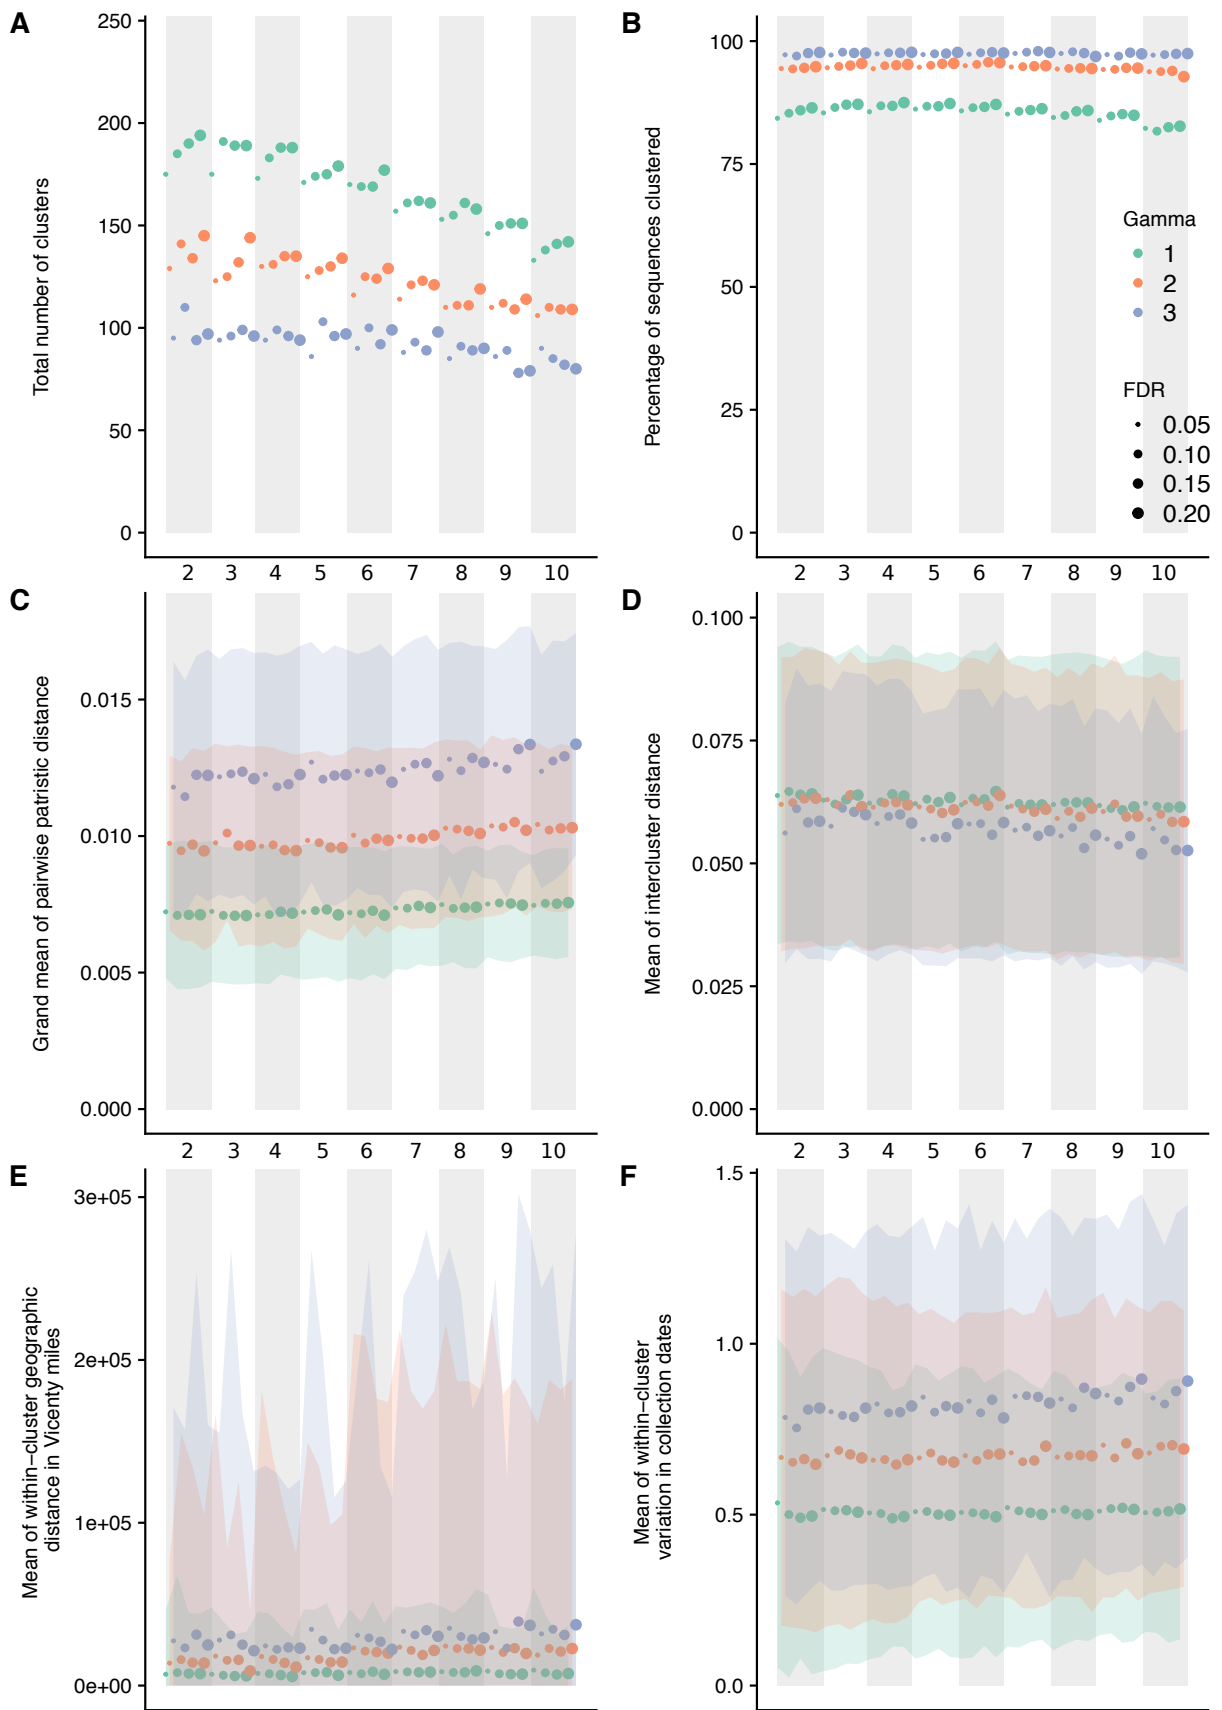 A
250
200
150
100
50
0
Total number of clusters
2 3 4 5 6 7 8 9 10
B
100
75
50
25
0
Percentage of sequences clustered
Gamma
1
2
3
FDR
0.05
0.10
0.15
0.20
2 3 4 5 6 7 8 9 10
C
0.015
0.010
0.005
0.000
Grand mean of pairwise patristic distance
2 3 4 5 6 7 8 9 10
D
0.100
0.075
0.050
0.025
0.000
Mean of intercluster distance
2 3 4 5 6 7 8 9 10
E
3e+05
2e+05
1e+05
0e+00
Mean of within−cluster geographic
distance in Vicenty miles
F
1.5
1.0
0.5
0.0
Mean of within−cluster
variation in collection dates